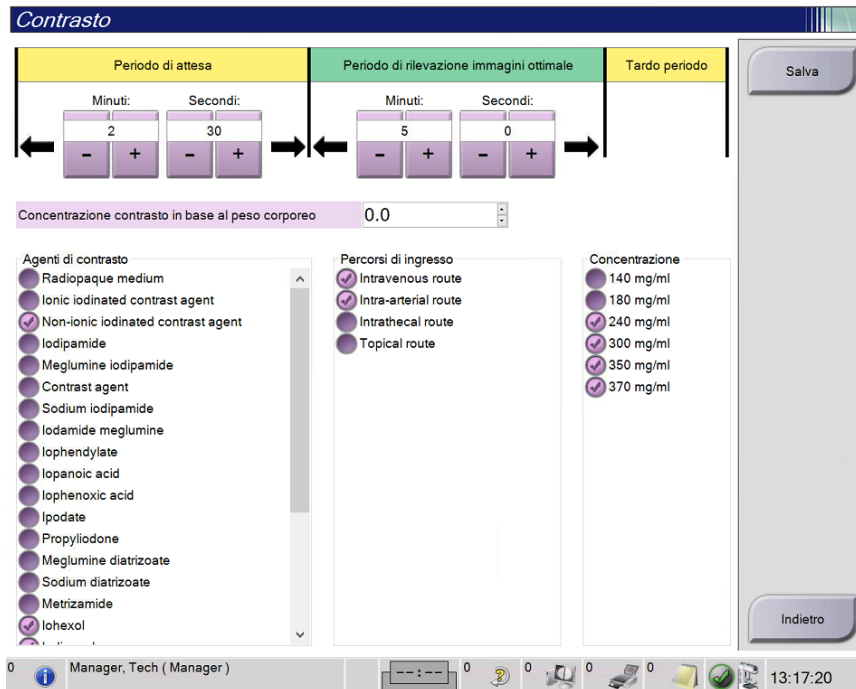 Contrasto
Periodo di attesa
Periodo di rilevazione immagini ottimale
Tardo periodo
Salva
Minuti: Secondi: Minuti: Secondi:
2 30 5 0
- + - + - + - +
Concentrazione contrasto in base al peso corporeo 0.0
Agenti di contrasto
Radiopaque medium
Ionic iodinated contrast agent
Non-ionic iodinated contrast agent
Iodipamide
Meglumine iodipamide
Contrast agent
Sodium iodipamide
Iodamide meglumine
Iophendylate
Iopanoic acid
Iophenoxic acid
Ipodate
Propyliodone
Meglumine diatrizoate
Sodium diatrizoate
Metrizamide
Iohexol
Percorsi di ingresso
Intravenous route
Intra-arterial route
Intrathecal route
Topical route
Concentrazione
140 mg/ml
180 mg/ml
240 mg/ml
300 mg/ml
350 mg/ml
370 mg/ml
Indietro
0 Manager, Tech ( Manager ) --:-- 0 0 0 0 13:17:20